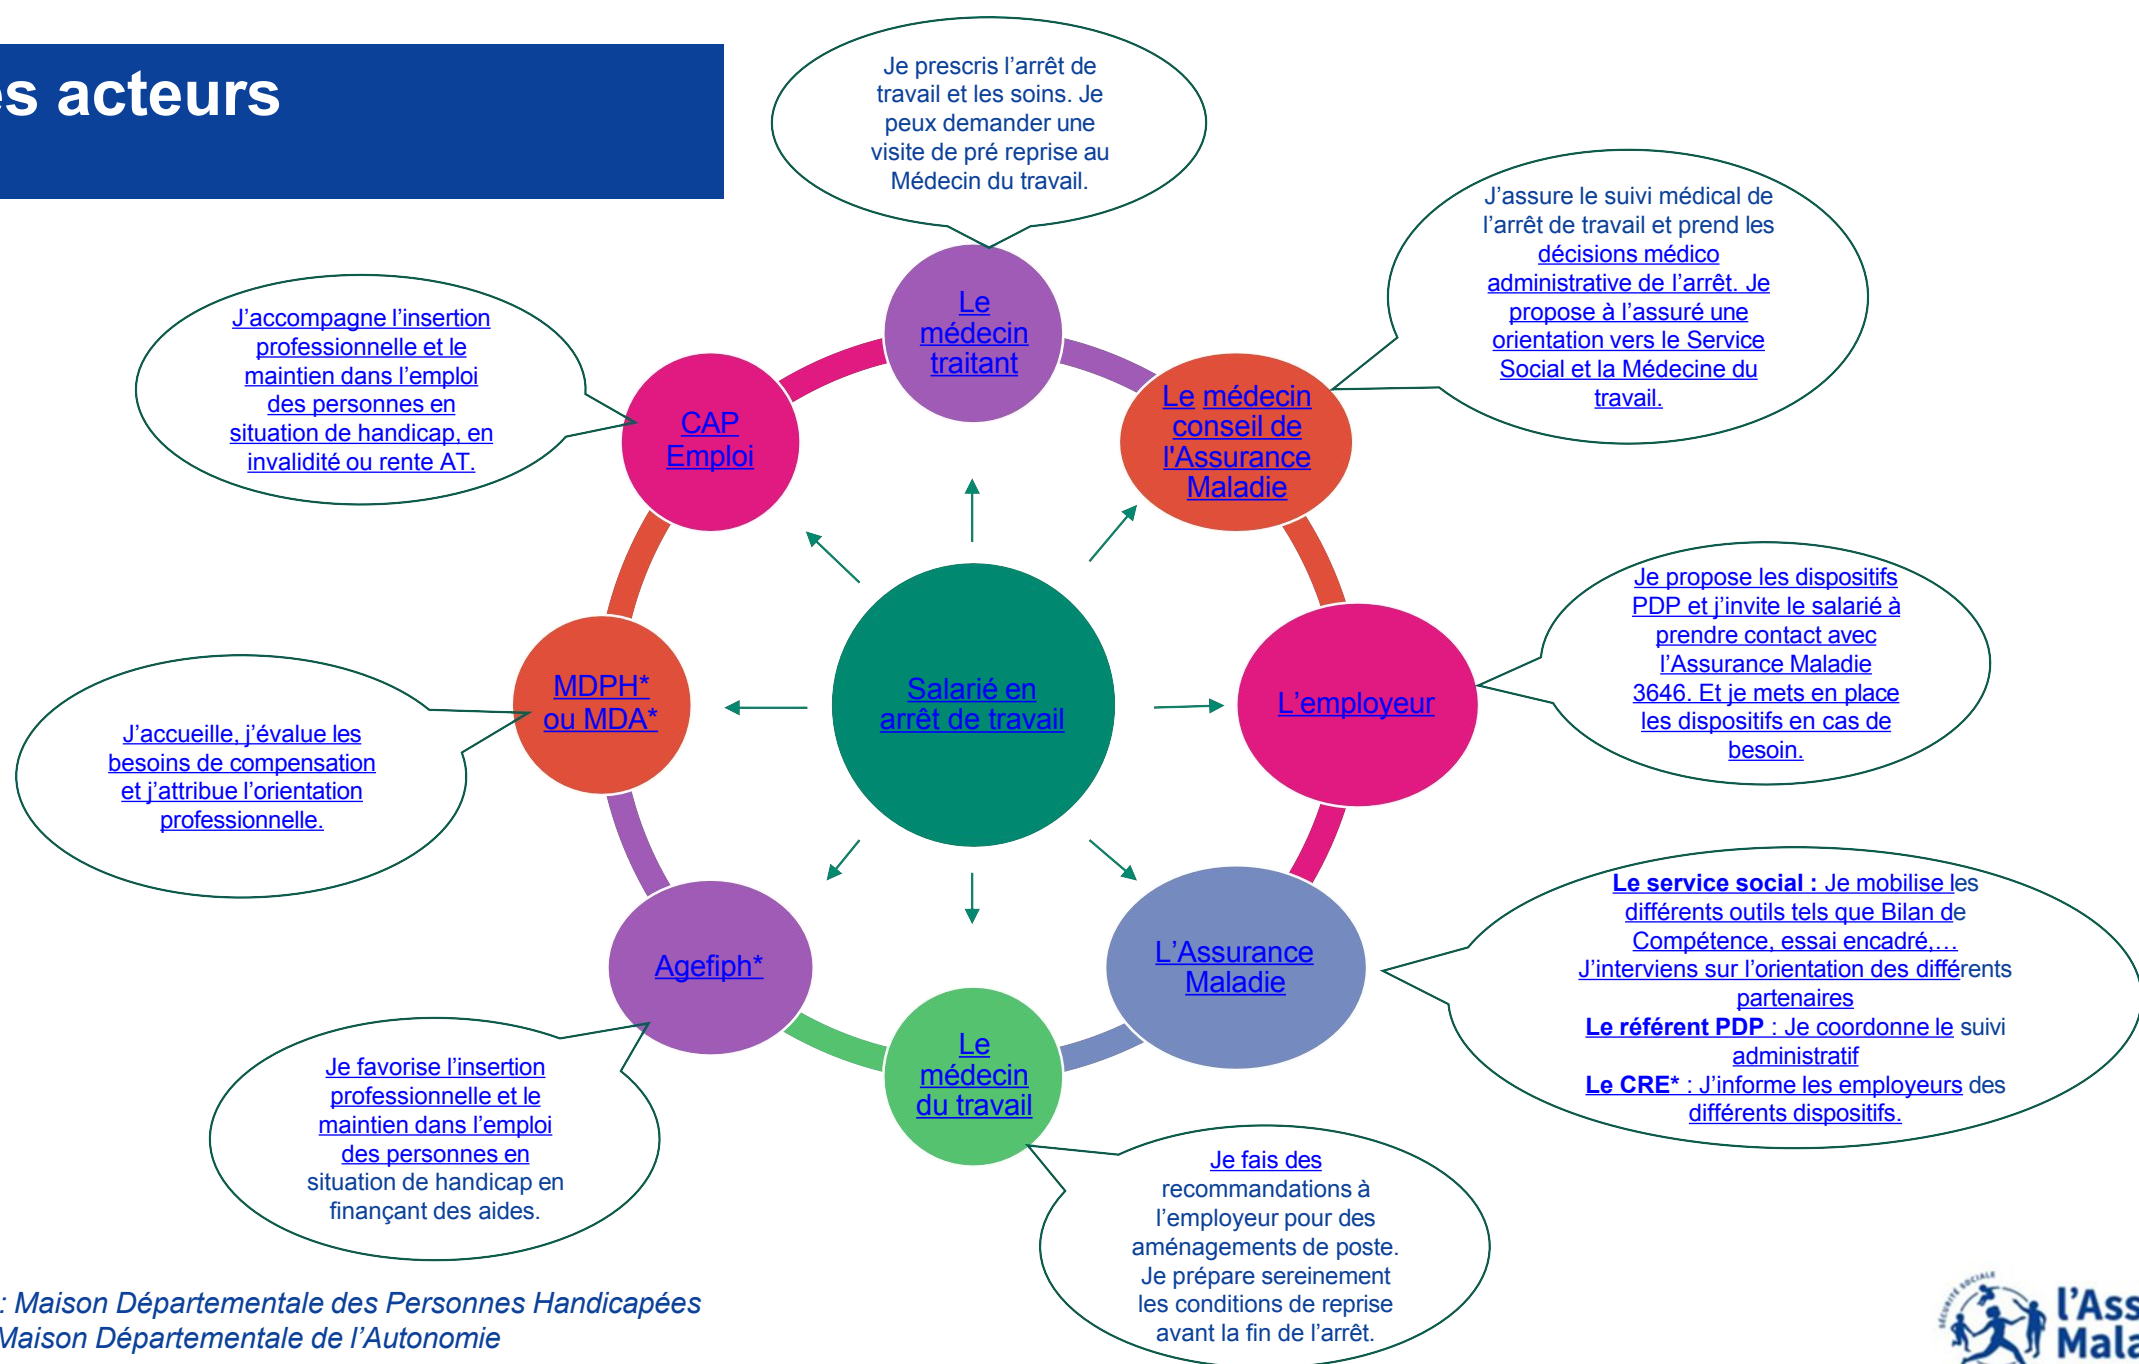 es acteurs
Je prescris l’arrêt de
travail et les soins. Je
peux demander une
visite de pré reprise au
Médecin du travail.
J’assure le suivi médical de
l’arrêt de travail et prend les
décisions médico
administrative de l’arrêt. Je
propose à l’assuré une
orientation vers le Service
Social et la Médecine du
travail.
J’accompagne l’insertion
professionnelle et le
maintien dans l’emploi
des personnes en
situation de handicap, en
invalidité ou rente AT.
Le
médecin
traitant
CAP
Emploi
Le médecin
conseil de
l'Assurance
Maladie
Je propose les dispositifs
PDP et j’invite le salarié à
prendre contact avec
l’Assurance Maladie
3646. Et je mets en place
les dispositifs en cas de
besoin.
MDPH*
ou MDA*
Salarié en
arrêt de travail
L’employeur
J’accueille, j’évalue les
besoins de compensation
et j’attribue l’orientation
professionnelle.
Agefiph*
L’Assurance
Maladie
Le service social : Je mobilise les
différents outils tels que Bilan de
Compétence, essai encadré,…
J’interviens sur l’orientation des différents
partenaires
Le référent PDP : Je coordonne le suivi
administratif
Le CRE* : J’informe les employeurs des
différents dispositifs.
Le
médecin
du travail
Je favorise l’insertion
professionnelle et le
maintien dans l’emploi
des personnes en
situation de handicap en
finançant des aides.
Je fais des
recommandations à
l’employeur pour des
aménagements de poste.
Je prépare sereinement
les conditions de reprise
avant la fin de l’arrêt.
: Maison Départementale des Personnes Handicapées
Maison Départementale de l’Autonomie
SÉCURITÉ SOCIALE
l’Ass
Mala